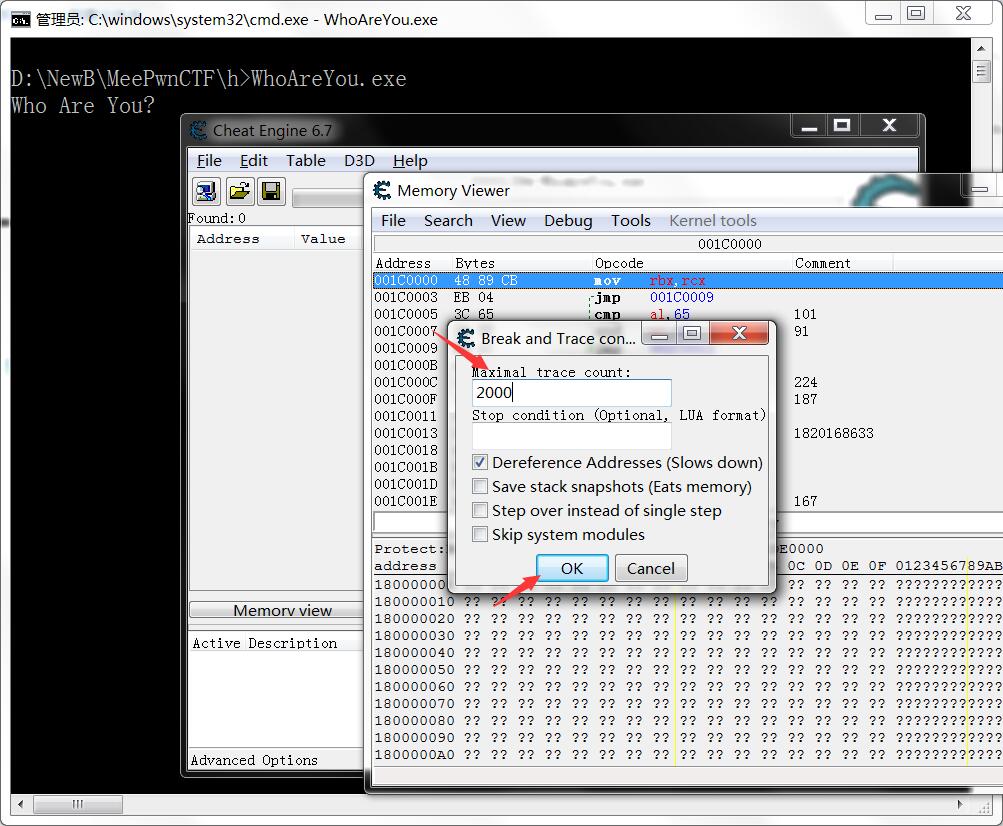 管理员: C:\windows\system32\cmd.exe - WhoAreYou.exe
D:\NewB\MeePwnCTF\h>WhoAreYou.exe
Who Are You?
Cheat Engine 6.7
File Edit Table D3D Help
Found:0
Address Value
Memory view
Active Description
Advanced Options
Memory Viewer
File Search View Debug Tools Kernel tools
001C0000
Address Bytes Opcode Comment
001C0000 48 89 CB mov rbx,rcx
001C0003 EB 04 jmp 001C0009
001C0005 3C 65 cmp al,65 101
001C0007 91
001C0009
001C000B
001C000C 224
001C000F 187
001C0011
001C0013 1820168633
001C0018
001C001B
001C001D
001C001E 167
Break and Trace con...
Maximal trace count:
2000
Stop condition (Optional, LUA format)
Dereference Addresses (Slows down)
Save stack snapshots (Eats memory)
Step over instead of single step
Skip system modules
OK Cancel
Protect: E0000
address 0C 0D 0E 0F 0123456789AB
180000000 ?? ?? ?? ?? ?? ?? ?? ?? ?? ?? ?? ?? ?? ?? ?? ?? ????????????
180000010 ?? ?? ?? ?? ?? ?? ?? ?? ?? ?? ?? ?? ?? ?? ?? ?? ????????????
180000020 ?? ?? ?? ?? ?? ?? ?? ?? ?? ?? ?? ?? ?? ?? ?? ?? ????????????
180000030 ?? ?? ?? ?? ?? ?? ?? ?? ?? ?? ?? ?? ?? ?? ?? ?? ????????????
180000040 ?? ?? ?? ?? ?? ?? ?? ?? ?? ?? ?? ?? ?? ?? ?? ?? ????????????
180000050 ?? ?? ?? ?? ?? ?? ?? ?? ?? ?? ?? ?? ?? ?? ?? ?? ????????????
180000060 ?? ?? ?? ?? ?? ?? ?? ?? ?? ?? ?? ?? ?? ?? ?? ?? ????????????
180000070 ?? ?? ?? ?? ?? ?? ?? ?? ?? ?? ?? ?? ?? ?? ?? ?? ????????????
180000080 ?? ?? ?? ?? ?? ?? ?? ?? ?? ?? ?? ?? ?? ?? ?? ?? ????????????
180000090 ?? ?? ?? ?? ?? ?? ?? ?? ?? ?? ?? ?? ?? ?? ?? ?? ????????????
1800000A0 ?? ?? ?? ?? ?? ?? ?? ?? ?? ?? ?? ?? ?? ?? ?? ?? ????????????